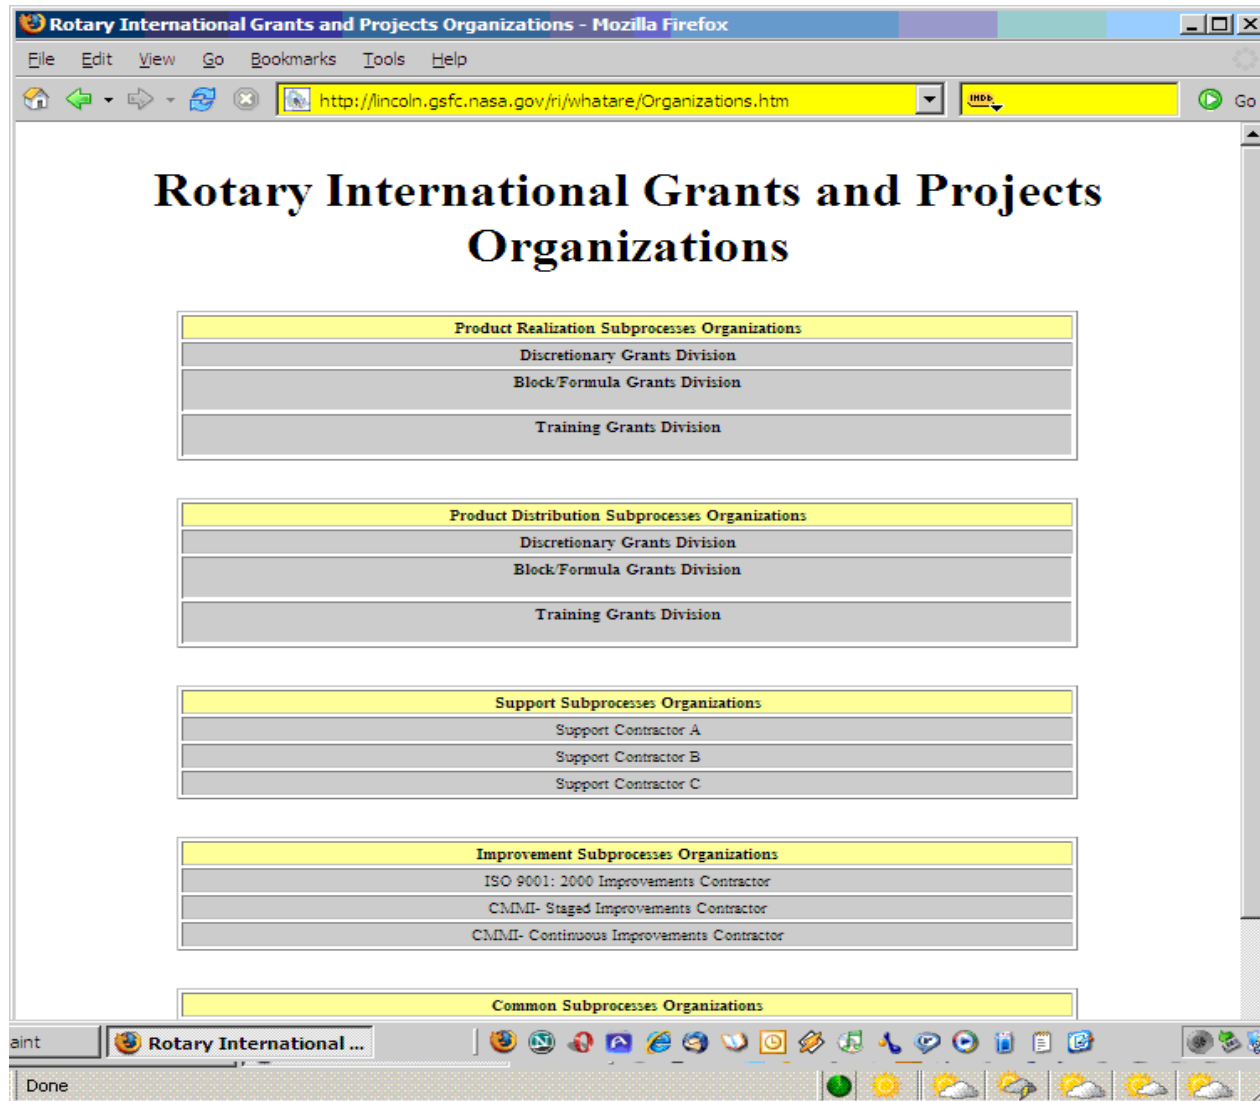 Rotary International Grants and Projects Organizations - Mozilla Firefox
File Edit View Go Bookmarks Tools Help
http://lincoln.gsfc.nasa.gov/ri/whatare/Organizations.htm
IMDb
Go
Rotary International Grants and Projects
Organizations
Product Realization Subprocesses Organizations
Discretionary Grants Division
Block/Formula Grants Division
Training Grants Division
Product Distribution Subprocesses Organizations
Discretionary Grants Division
Block/Formula Grants Division
Training Grants Division
Support Subprocesses Organizations
Support Contractor A
Support Contractor B
Support Contractor C
Improvement Subprocesses Organizations
ISO 9001: 2000 Improvements Contractor
CMMI- Staged Improvements Contractor
CMMI- Continuous Improvements Contractor
Common Subprocesses Organizations
aint Rotary International ...
Done